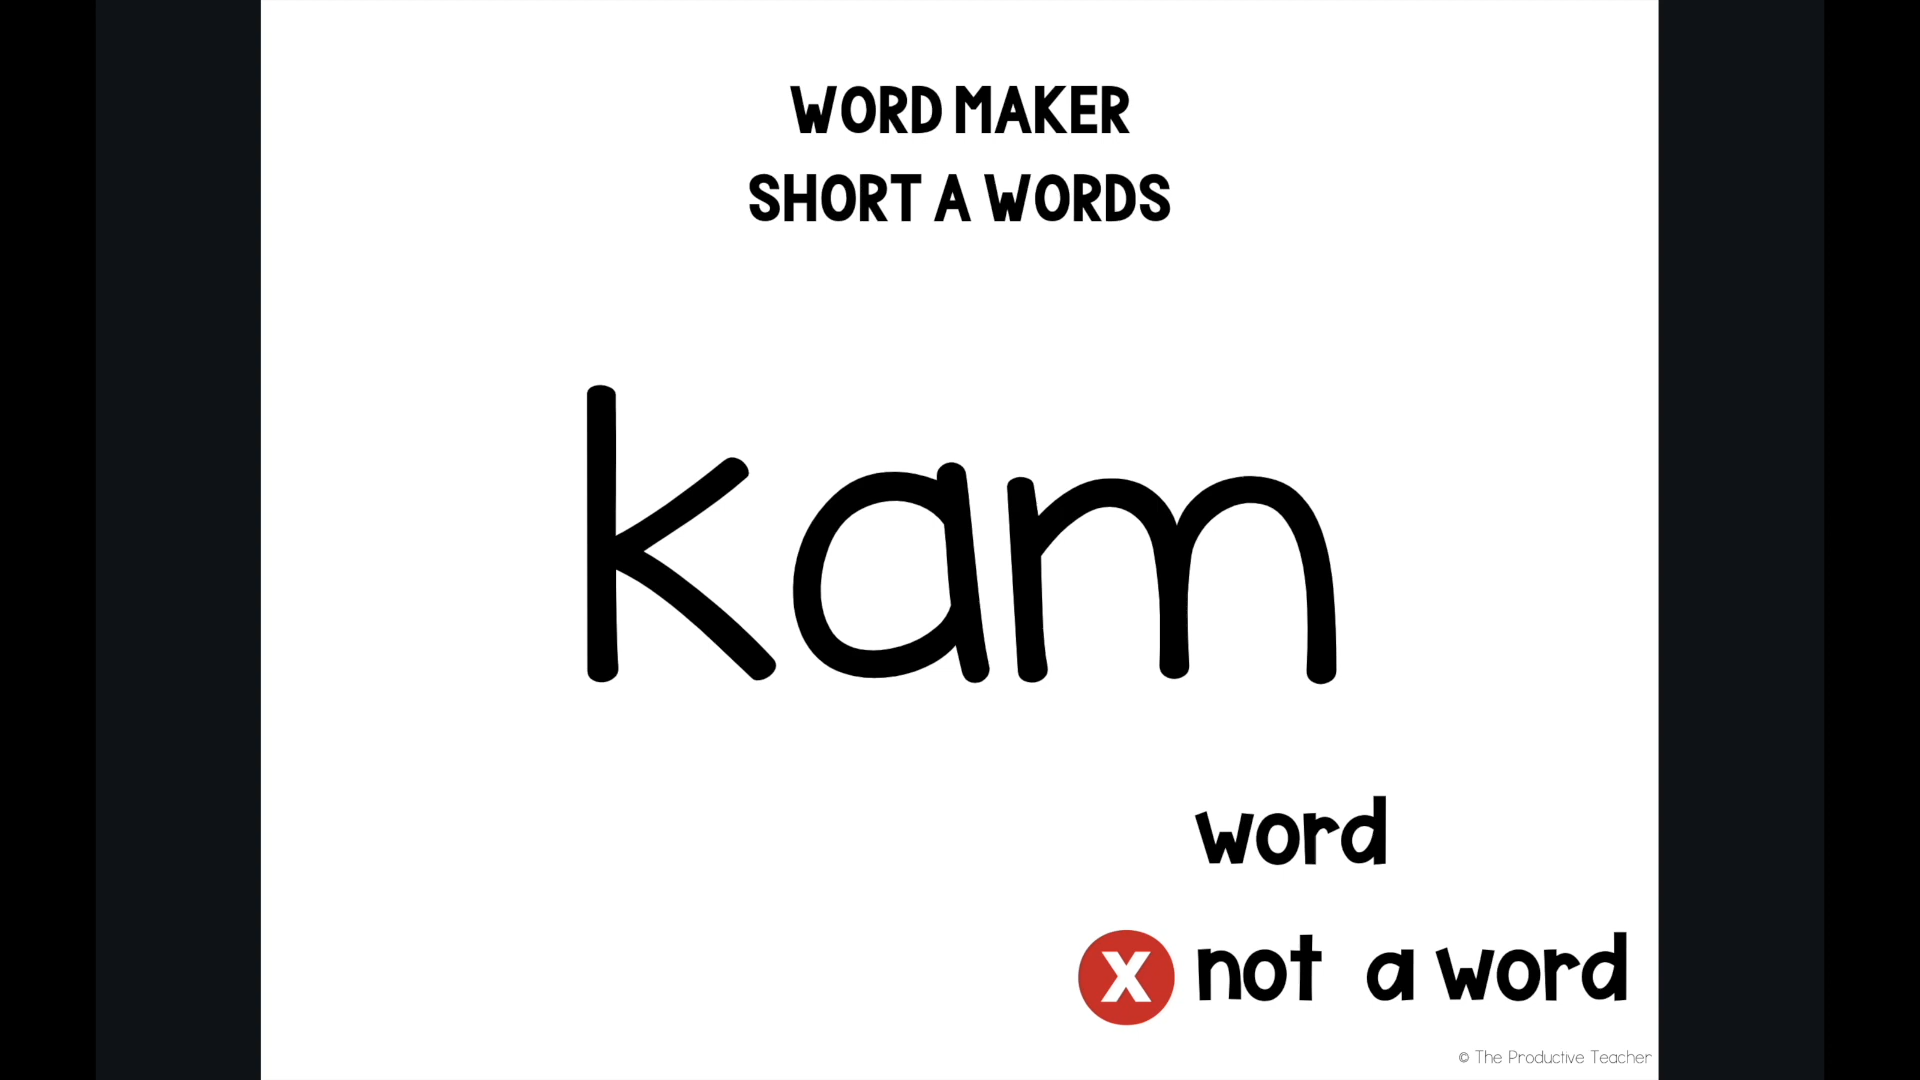 WORD MAKER
SHORT A WORDS
kam
word
x not a word
© The Productive Teacher